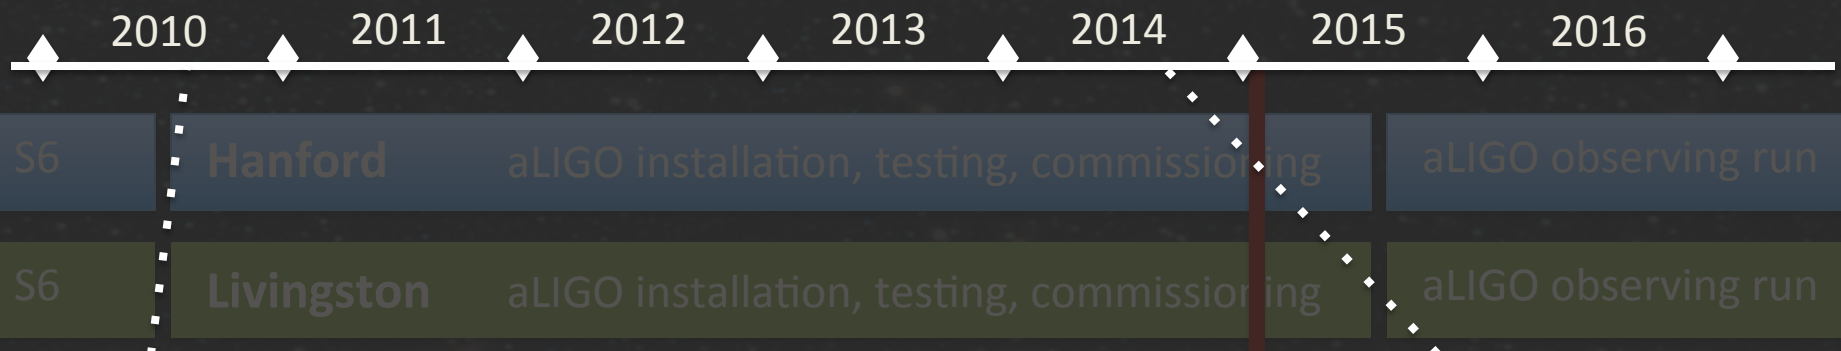 2010 2011 2012 2013 2014 2015 2016
S6 Hanford aLIGO installation, testing, commissioning aLIGO observing run
S6 Livingston aLIGO installation, testing, commissioning aLIGO observing run